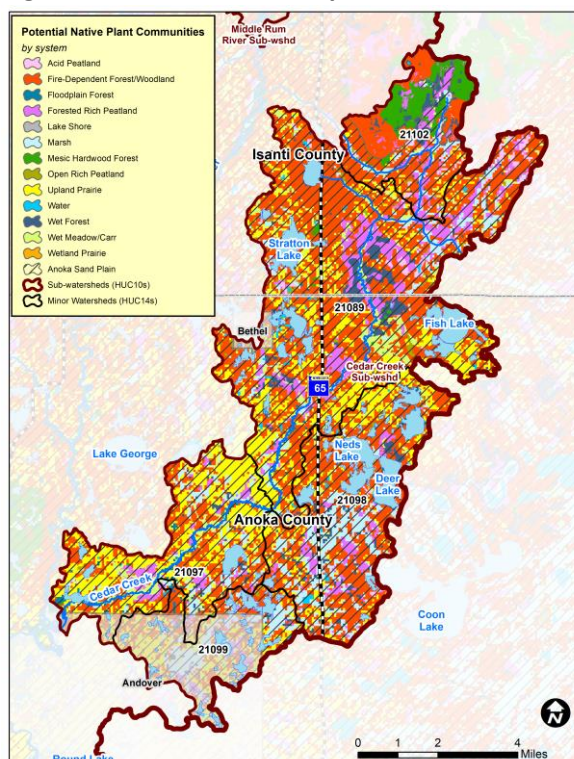 Potential Native Plant Communities
by system
Acid Peatland
Fire-Dependent Forest/Woodland
Floodplain Forest
Forested Rich Peatland
Lake Shore
Marsh
Mesic Hardwood Forest
Open Rich Peatland
Upland Prairie
Water
Wet Forest
Wet Meadow/Carr
Wetland Prairie
Anoka Sand Plain
Sub-watersheds (HUC10s)
Minor Watersheds (HUC14s)
Middle Rum
River Sub-wshd
21102
Isanti County
Stratton
Lake
21089
Fish Lake
Bethel
Cedar Creek
Sub-wshd
65
Lake George
Neds
Lake
Deer
Lake
21098
Anoka County
21097
Cedar Creek
Coon
Lake
21099
Andover
Round Lake
N
0 1 2 4
Miles